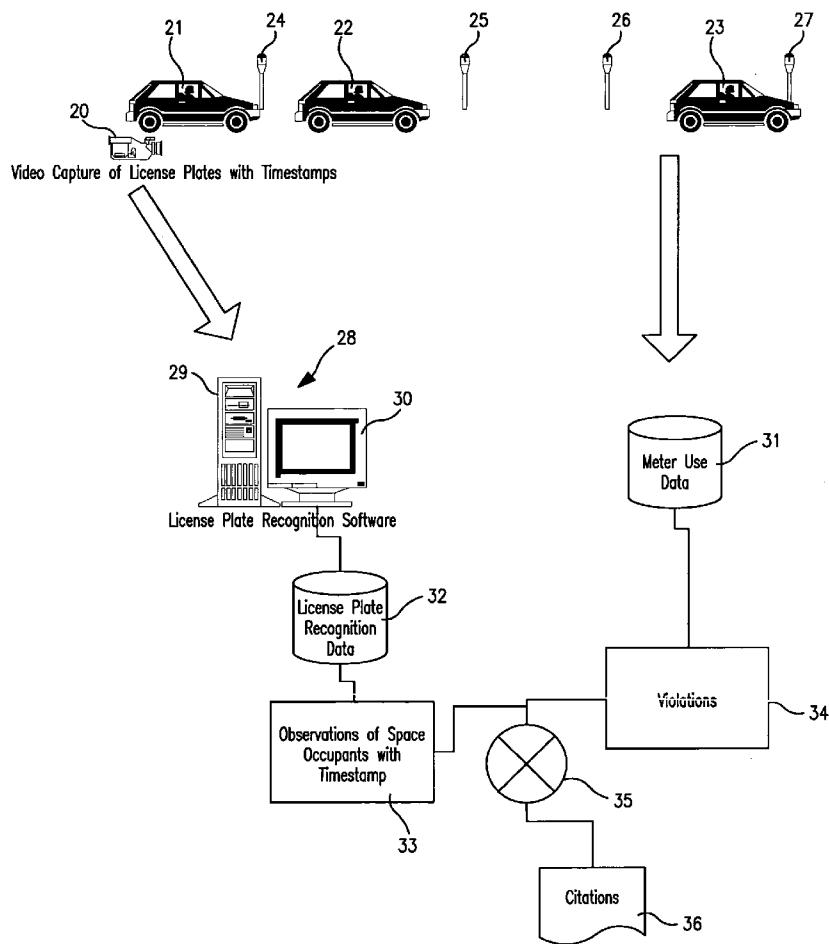 21
24
22
25
26
23
27
20
Video Capture of License Plates with Timestamps
28
29
30
License Plate Recognition Software
31
Meter Use
Data
32
License Plate
Recognition
Data
Violations
34
Observations of Space
Occupants with
Timestamp
33
35
Citations
36